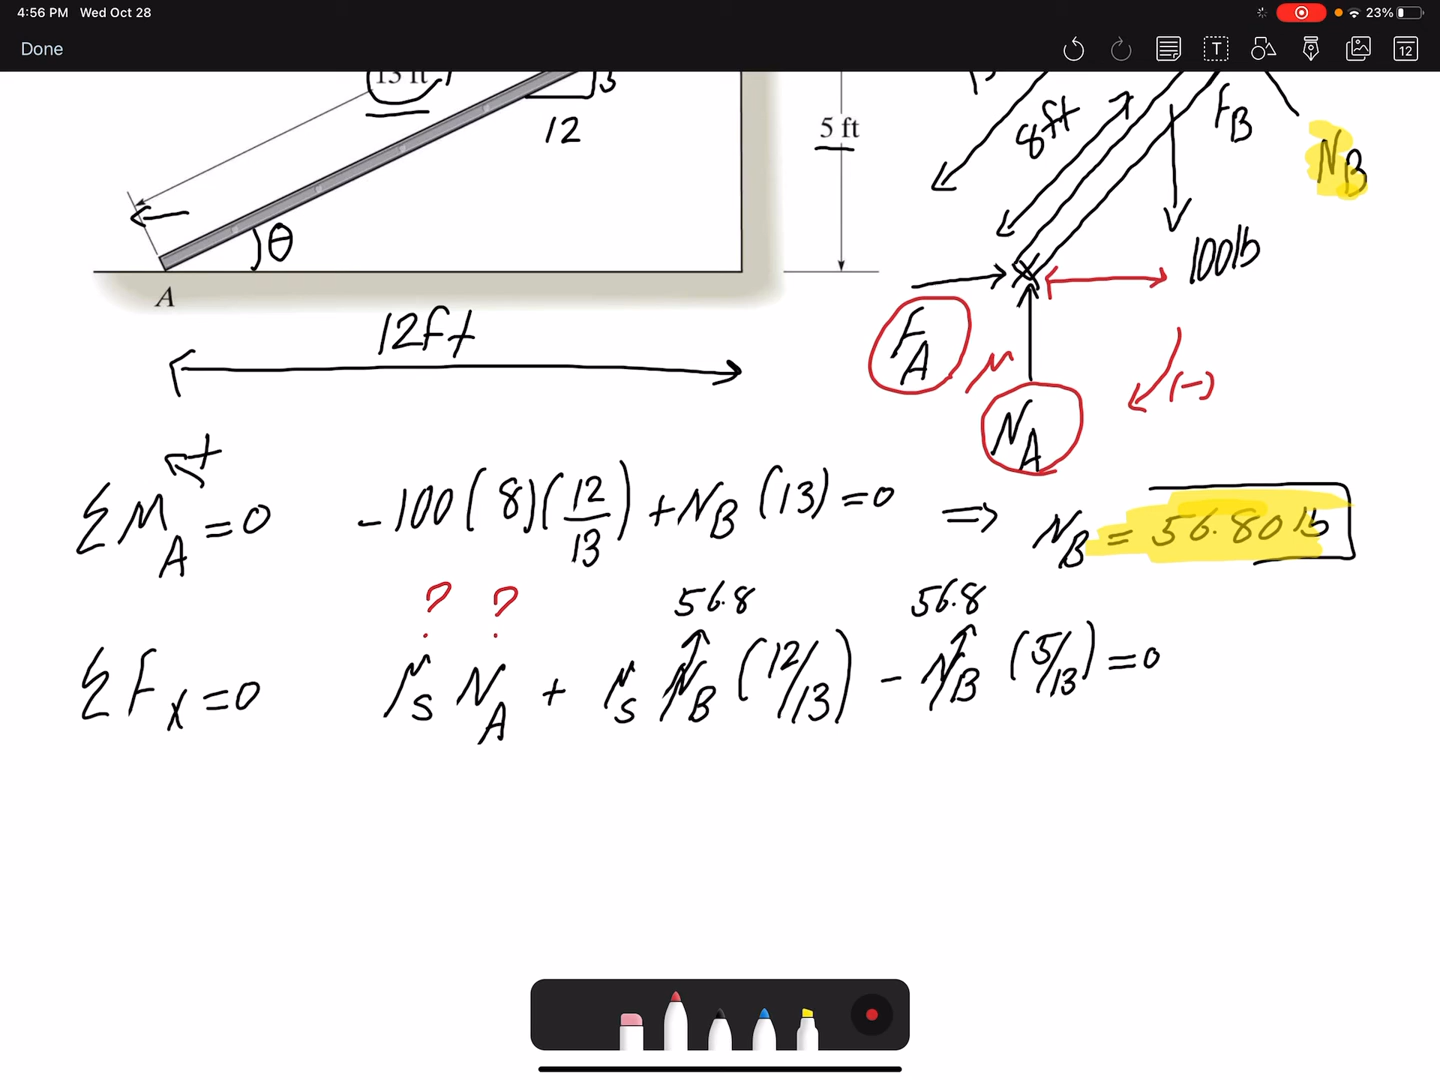 4:56 PM Wed Oct 28
23%
Done
T
12
13 ft
12
5 ft
8ft
F_B
N_B
100lb
θ
A
F_A
μ
N_A
(-)
12ft
+
ΣM_A=0 -100(8)(12/13)+N_B(13)=0 ⇒ N_B = 56.80 lb
? ? 56.8 56.8
ΣF_x=0 μ_s N_A + μ_s N_B (12/13) - N_B (5/13)=0